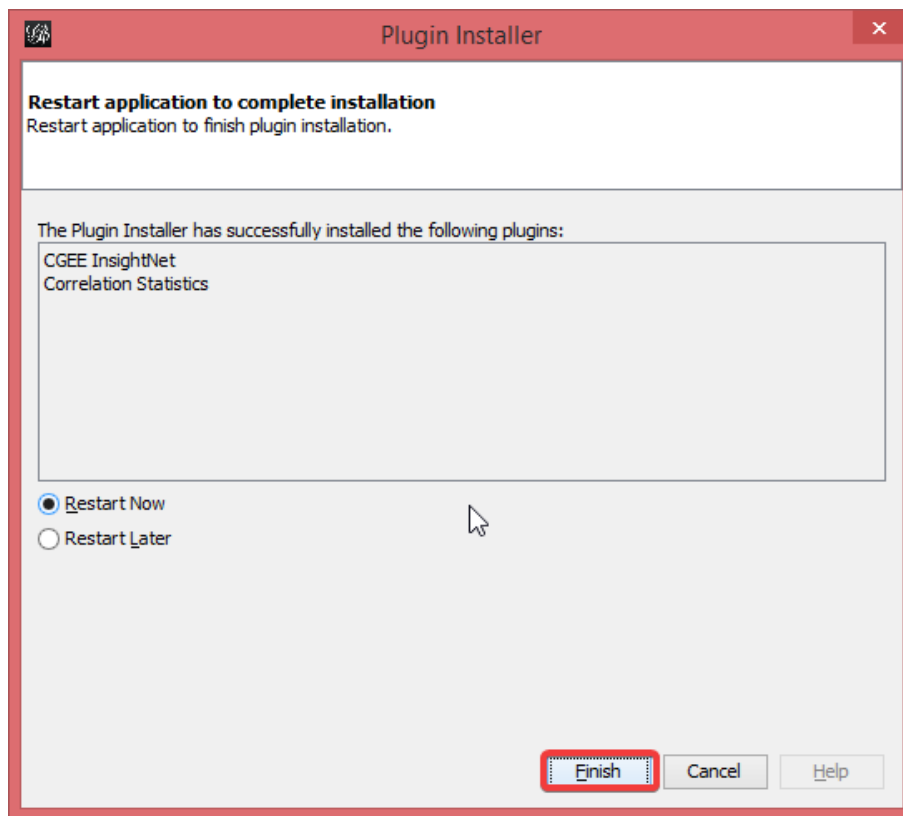 Plugin Installer
Restart application to complete installation
Restart application to finish plugin installation.
The Plugin Installer has successfully installed the following plugins:
CGEE InsightNet
Correlation Statistics
Restart Now
Restart Later
Finish
Cancel
Help